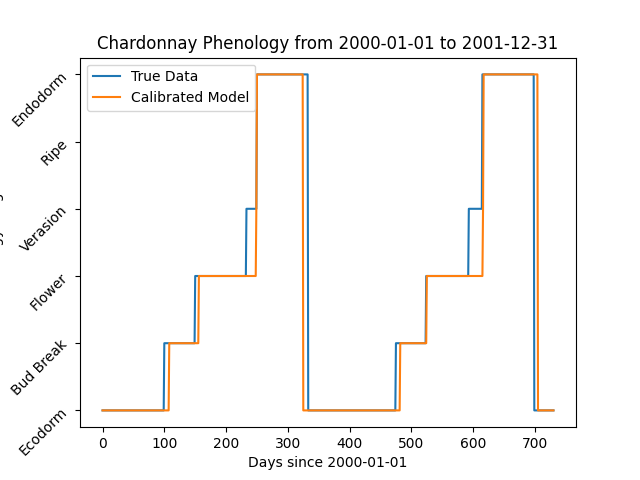 Chardonnay Phenology from 2000-01-01 to 2001-12-31
True Data
Calibrated Model
Endodorm
Ripe
Verasion
Flower
Bud Break
Ecodorm
0 100 200 300 400 500 600 700
Days since 2000-01-01